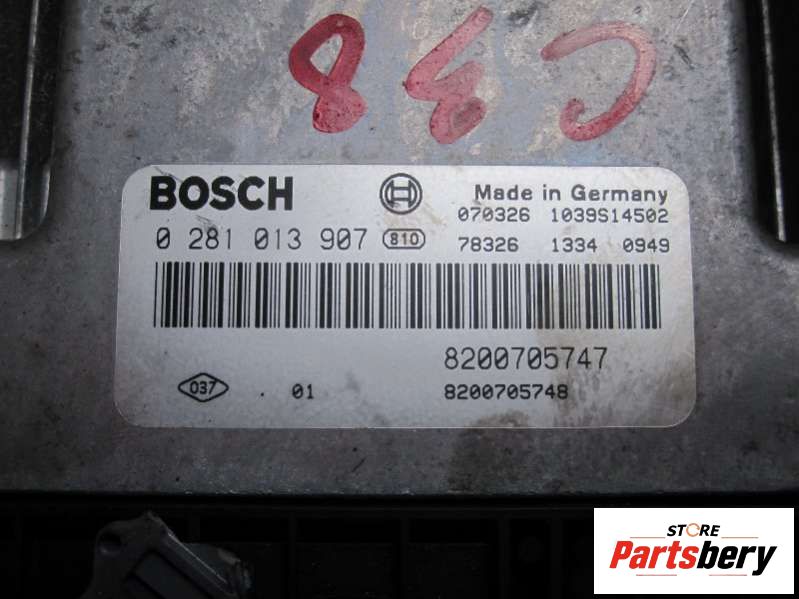 C38
BOSCH
Made in Germany
070326 1039S14502
0 281 013 907 810
78326 1334 0949
8200705747
037 . 01
8200705748
STORE
Partsbery